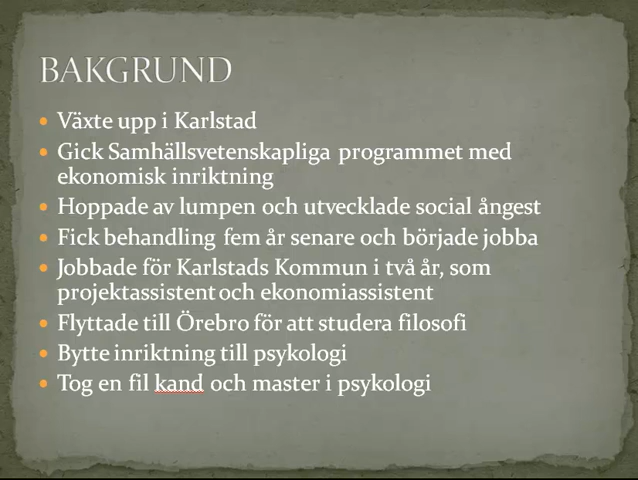 BAKGRUND
Växte upp i Karlstad
Gick Samhällsvetenskapliga programmet med
ekonomisk inriktning
Hoppade av lumpen och utvecklade social ångest
Fick behandling fem år senare och började jobba
Jobbade för Karlstads Kommun i två år, som
projektassistent och ekonomiassistent
Flyttade till Örebro för att studera filosofi
Bytte inriktning till psykologi
Tog en fil kand och master i psykologi